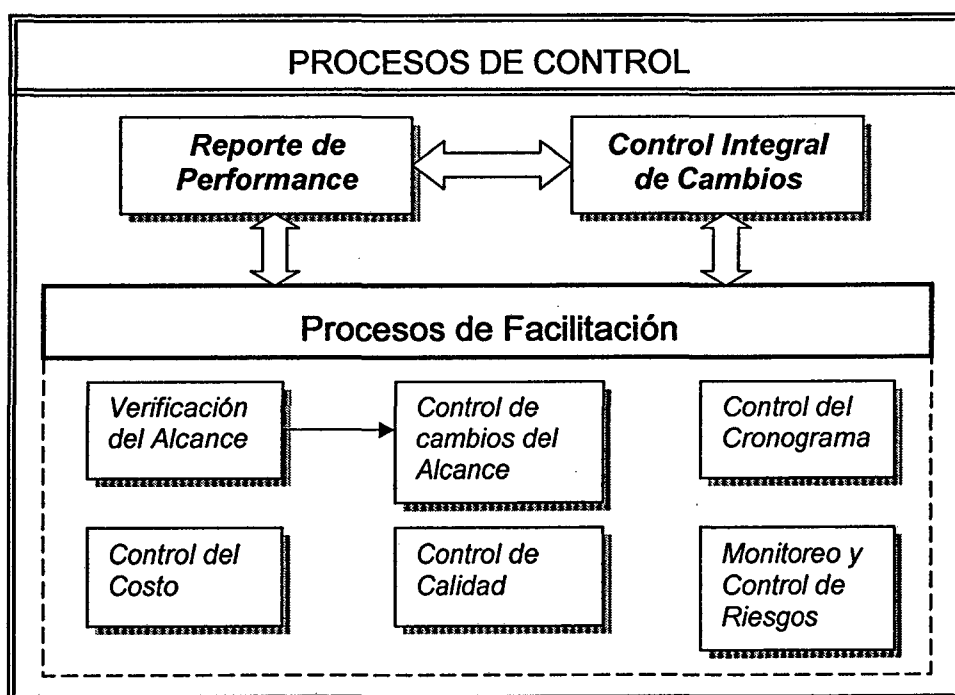 PROCESOS DE CONTROL
Reporte de
Performance
Control Integral
de Cambios
Procesos de Facilitación
Verificación
del Alcance
Control de
cambios del
Alcance
Control del
Cronograma
Control del
Costo
Control de
Calidad
Monitoreo y
Control de
Riesgos